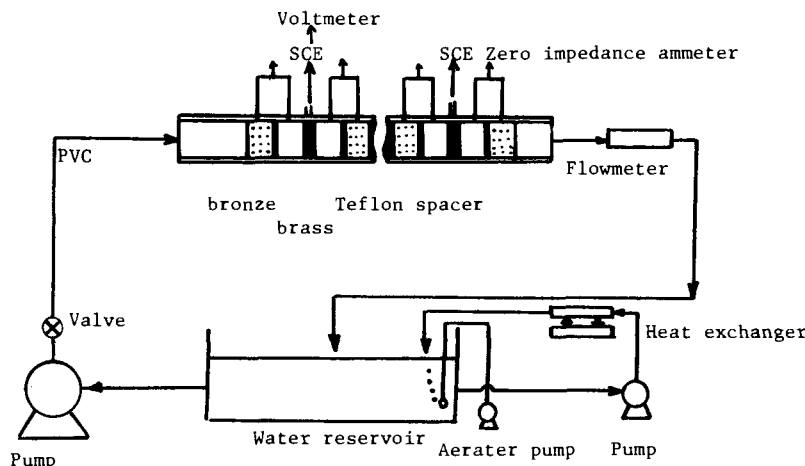 Voltmeter
SCE
SCE Zero impedance ammeter
PVC
Flowmeter
bronze
Teflon spacer
brass
Valve
Heat exchanger
Water reservoir
Aerater pump
Pump
Pump